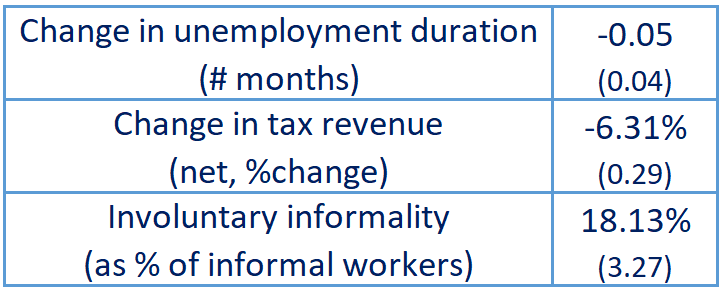 Change in unemployment duration
(# months)
-0.05
(0.04)
Change in tax revenue
(net, %change)
-6.31%
(0.29)
Involuntary informality
(as % of informal workers)
18.13%
(3.27)